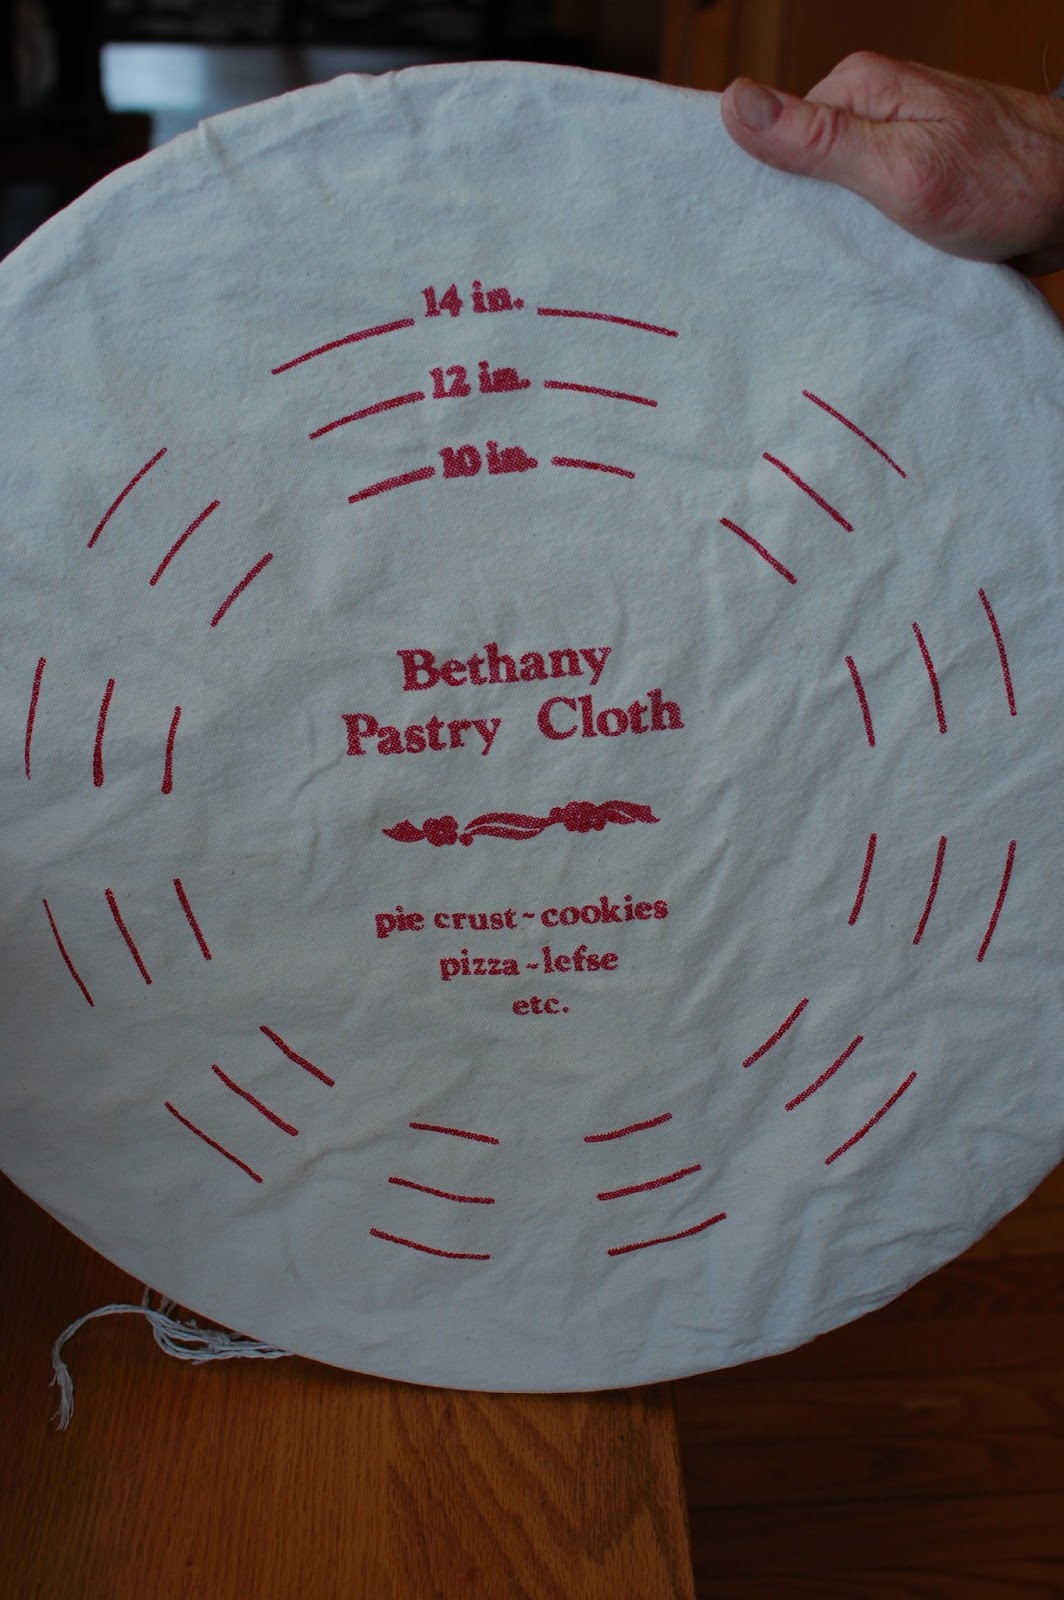 14 in.
12 in.
10 in.
Bethany
Pastry Cloth
pie crust ~ cookies
pizza ~ lefse
etc.